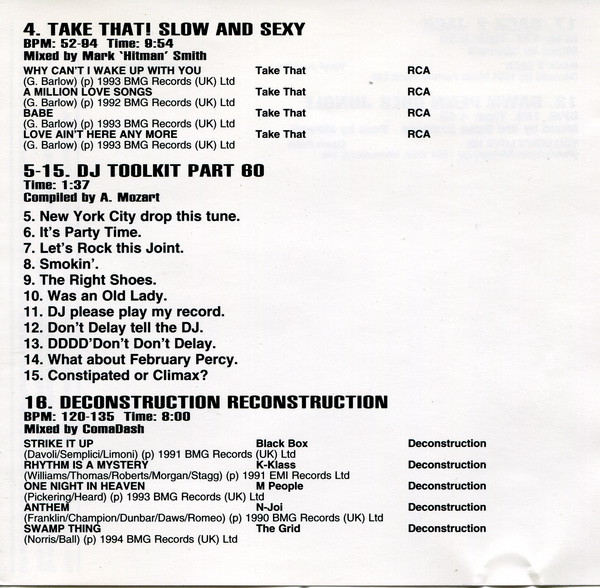 4. TAKE THAT! SLOW AND SEXY
BPM: 52-94 Time: 9:54
Mixed by Mark 'Hitman' Smith
WHY CAN'T I WAKE UP WITH YOU Take That RCA
(G. Barlow) (p) 1993 BMG Records (UK) Ltd
A MILLION LOVE SONGS Take That RCA
(G. Barlow) (p) 1992 BMG Records (UK) Ltd
BABE Take That RCA
(G. Barlow) (p) 1993 BMG Records (UK) Ltd
LOVE AIN'T HERE ANY MORE Take That RCA
(G. Barlow) (p) 1993 BMG Records (UK) Ltd
5-15. DJ TOOLKIT PART 60
Time: 1:37
Compiled by A. Mozart
5. New York City drop this tune.
6. It's Party Time.
7. Let's Rock this Joint.
8. Smokin'.
9. The Right Shoes.
10. Was an Old Lady.
11. DJ please play my record.
12. Don't Delay tell the DJ.
13. DDDD'Don't Don't Delay.
14. What about February Percy.
15. Constipated or Climax?
16. DECONSTRUCTION RECONSTRUCTION
BPM: 120-135 Time: 8:00
Mixed by ComaDash
STRIKE IT UP Black Box Deconstruction
(Davoli/Semplici/Limoni) (p) 1991 BMG Records (UK) Ltd
RHYTHM IS A MYSTERY K-Klass Deconstruction
(Williams/Thomas/Roberts/Morgan/Stagg) (p) 1991 EMI Records (UK) Ltd
ONE NIGHT IN HEAVEN M People Deconstruction
(Pickering/Heard) (p) 1993 BMG Records (UK) Ltd
ANTHEM N-Joi Deconstruction
(Franklin/Champion/Dunbar/Daws/Romeo) (p) 1990 BMG Records (UK) Ltd
SWAMP THING The Grid Deconstruction
(Norris/Ball) (p) 1994 BMG Records (UK) Ltd